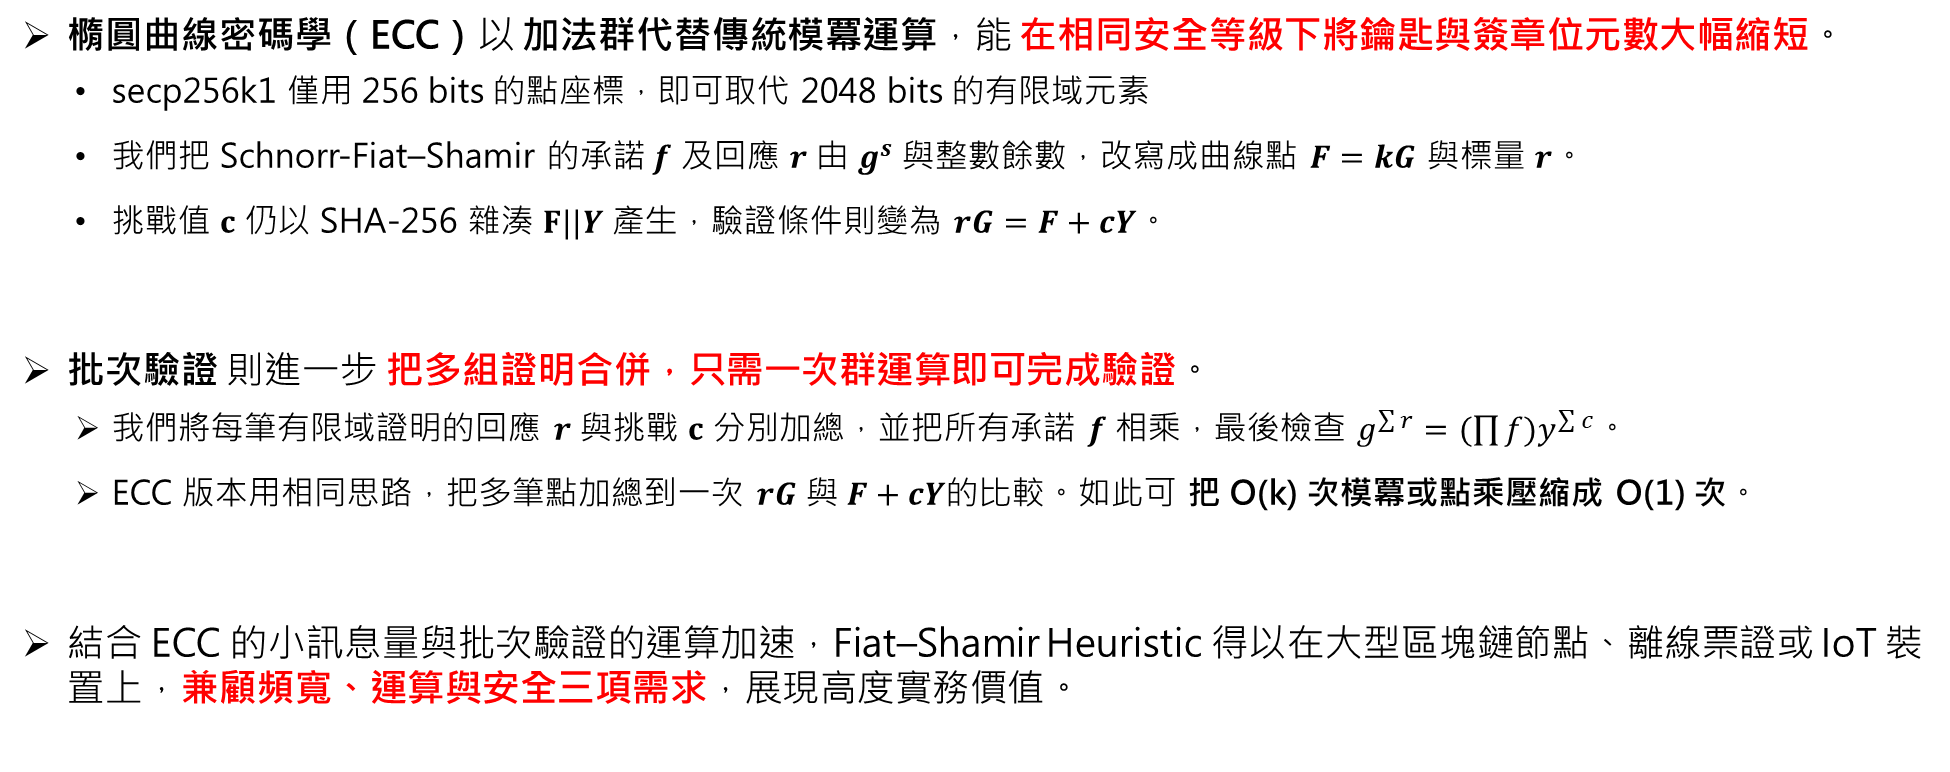 ➢ 橢圓曲線密碼學（ECC）以 加法群代替傳統模冪運算，能 在相同安全等級下將鑰匙與簽章位元數大幅縮短。
• secp256k1 僅用 256 bits 的點座標，即可取代 2048 bits 的有限域元素
• 我們把 Schnorr-Fiat–Shamir 的承諾 f 及回應 r 由 gˢ 與整數餘數，改寫成曲線點 F = kG 與標量 r。
• 挑戰值 c 仍以 SHA-256 雜湊 F||Y 產生，驗證條件則變為 rG = F + cY。
➢ 批次驗證 則進一步 把多組證明合併，只需一次群運算即可完成驗證。
➢ 我們將每筆有限域證明的回應 r 與挑戰 c 分別加總，並把所有承諾 f 相乘，最後檢查 g^{∑ r} = (∏ f)y^{∑ c}。
➢ ECC 版本用相同思路，把多筆點加總到一次 rG 與 F + cY的比較。如此可 把 O(k) 次模冪或點乘壓縮成 O(1) 次。
➢ 結合 ECC 的小訊息量與批次驗證的運算加速，Fiat–Shamir Heuristic 得以在大型區塊鏈節點、離線票證或 IoT 裝
置上，兼顧頻寬、運算與安全三項需求，展現高度實務價值。